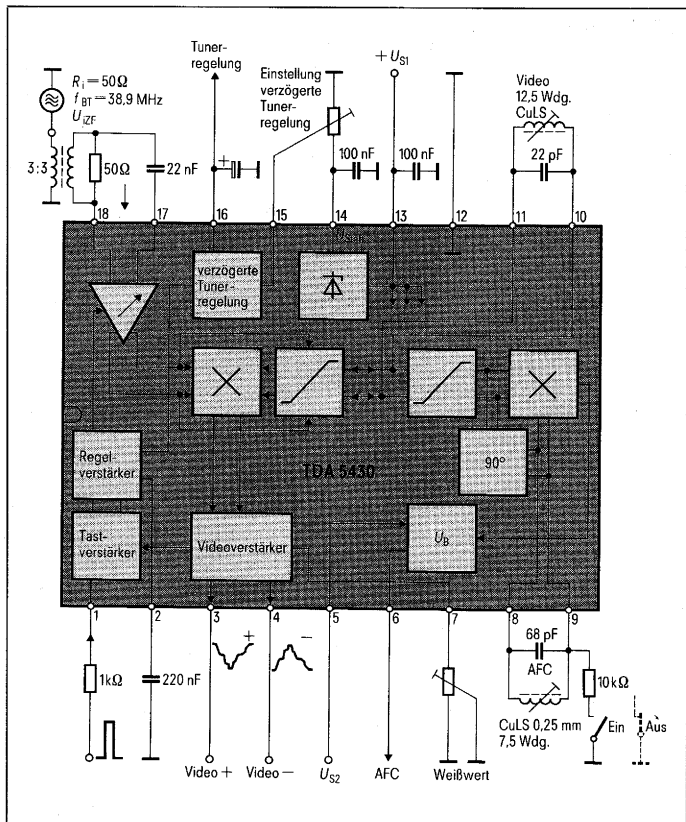 Tuner-
regelung
+ U_S1
Einstellung
verzögerte
Tuner-
regelung
Video
12,5 Wdg.
CuLS
R_i = 50Ω
f_BT = 38,9 MHz
U_iZF
3:3
50Ω
22 nF
+
100 nF
100 nF
22 pF
18
17
16
15
14
13
12
11
10
verzögerte
Tuner-
regelung
Regel-
verstärker
TDA 5430
90°
Tast-
verstärker
Videoverstärker
U_B
1
2
3
4
5
6
7
8
9
1kΩ
220 nF
+
−
68 pF
AFC
10kΩ
CuLS 0,25 mm
7,5 Wdg.
Ein
Aus
Video +
Video −
U_S2
AFC
Weißwert